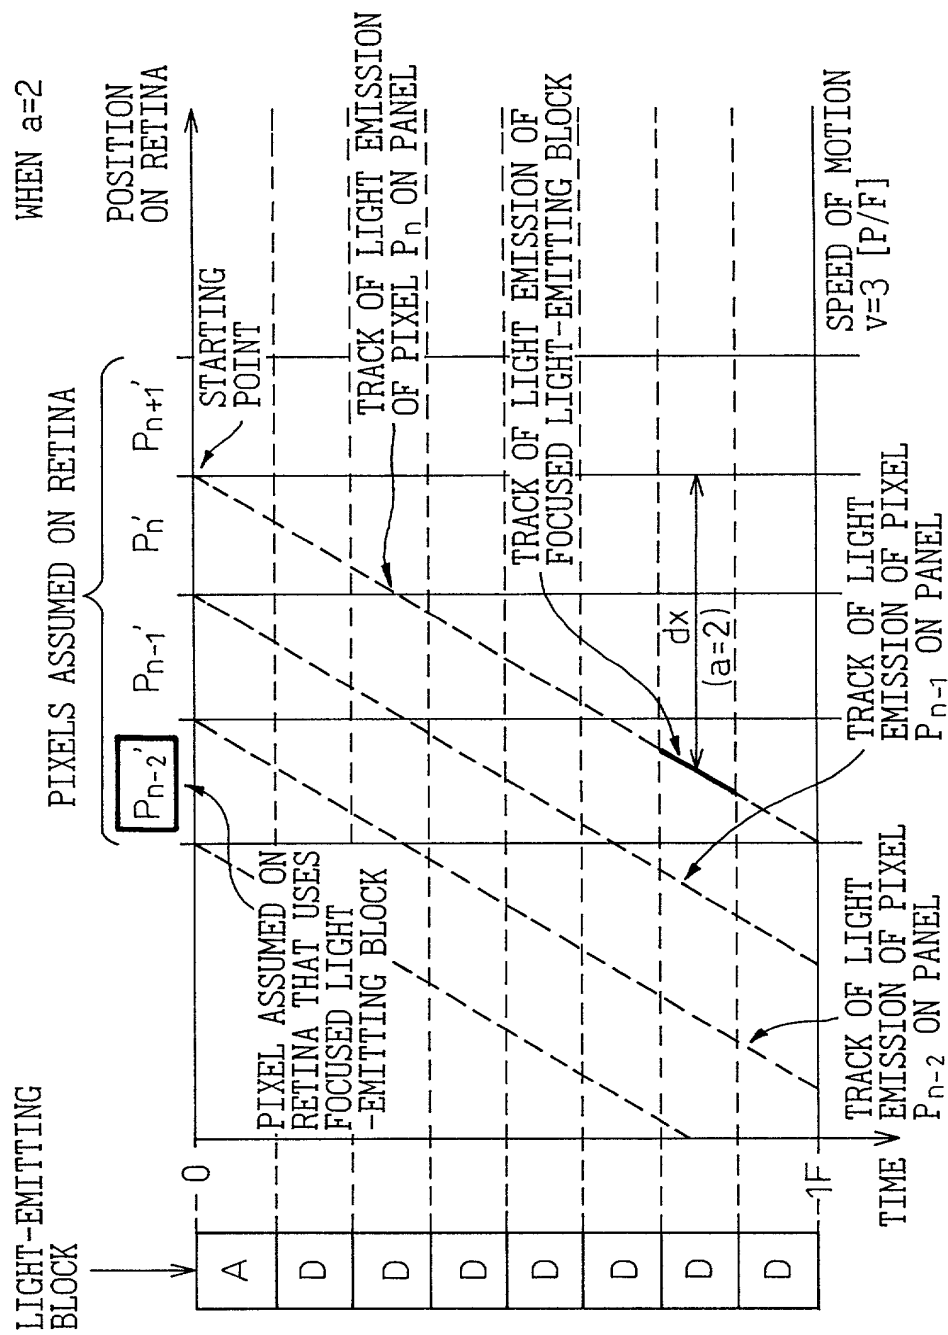 WHEN a=2
POSITION
ON RETINA
PIXELS ASSUMED ON RETINA
Pn-2'
Pn-1'
Pn'
Pn+1'
STARTING
POINT
TRACK OF LIGHT EMISSION
OF PIXEL Pn ON PANEL
TRACK OF LIGHT EMISSION OF
FOCUSED LIGHT-EMITTING BLOCK
dx
(a=2)
PIXEL ASSUMED ON
RETINA THAT USES
FOCUSED LIGHT
-EMITTING BLOCK
SPEED OF MOTION
v=3 [P/F]
TRACK OF LIGHT
EMISSION OF PIXEL
Pn-1 ON PANEL
TRACK OF LIGHT
EMISSION OF PIXEL
Pn-2 ON PANEL
LIGHT-EMITTING
BLOCK
0
1F
TIME
A
D
D
D
D
D
D
D